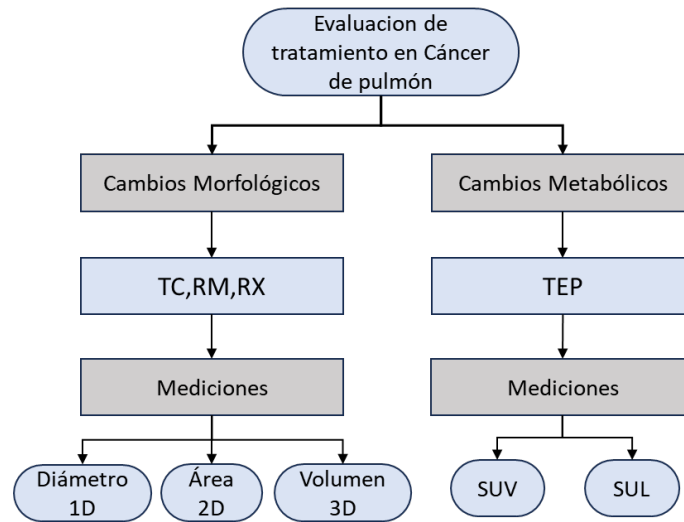 Evaluacion de
tratamiento en Cáncer
de pulmón
Cambios Morfológicos
Cambios Metabólicos
TC,RM,RX
TEP
Mediciones
Mediciones
Diámetro
1D
Área
2D
Volumen
3D
SUV
SUL